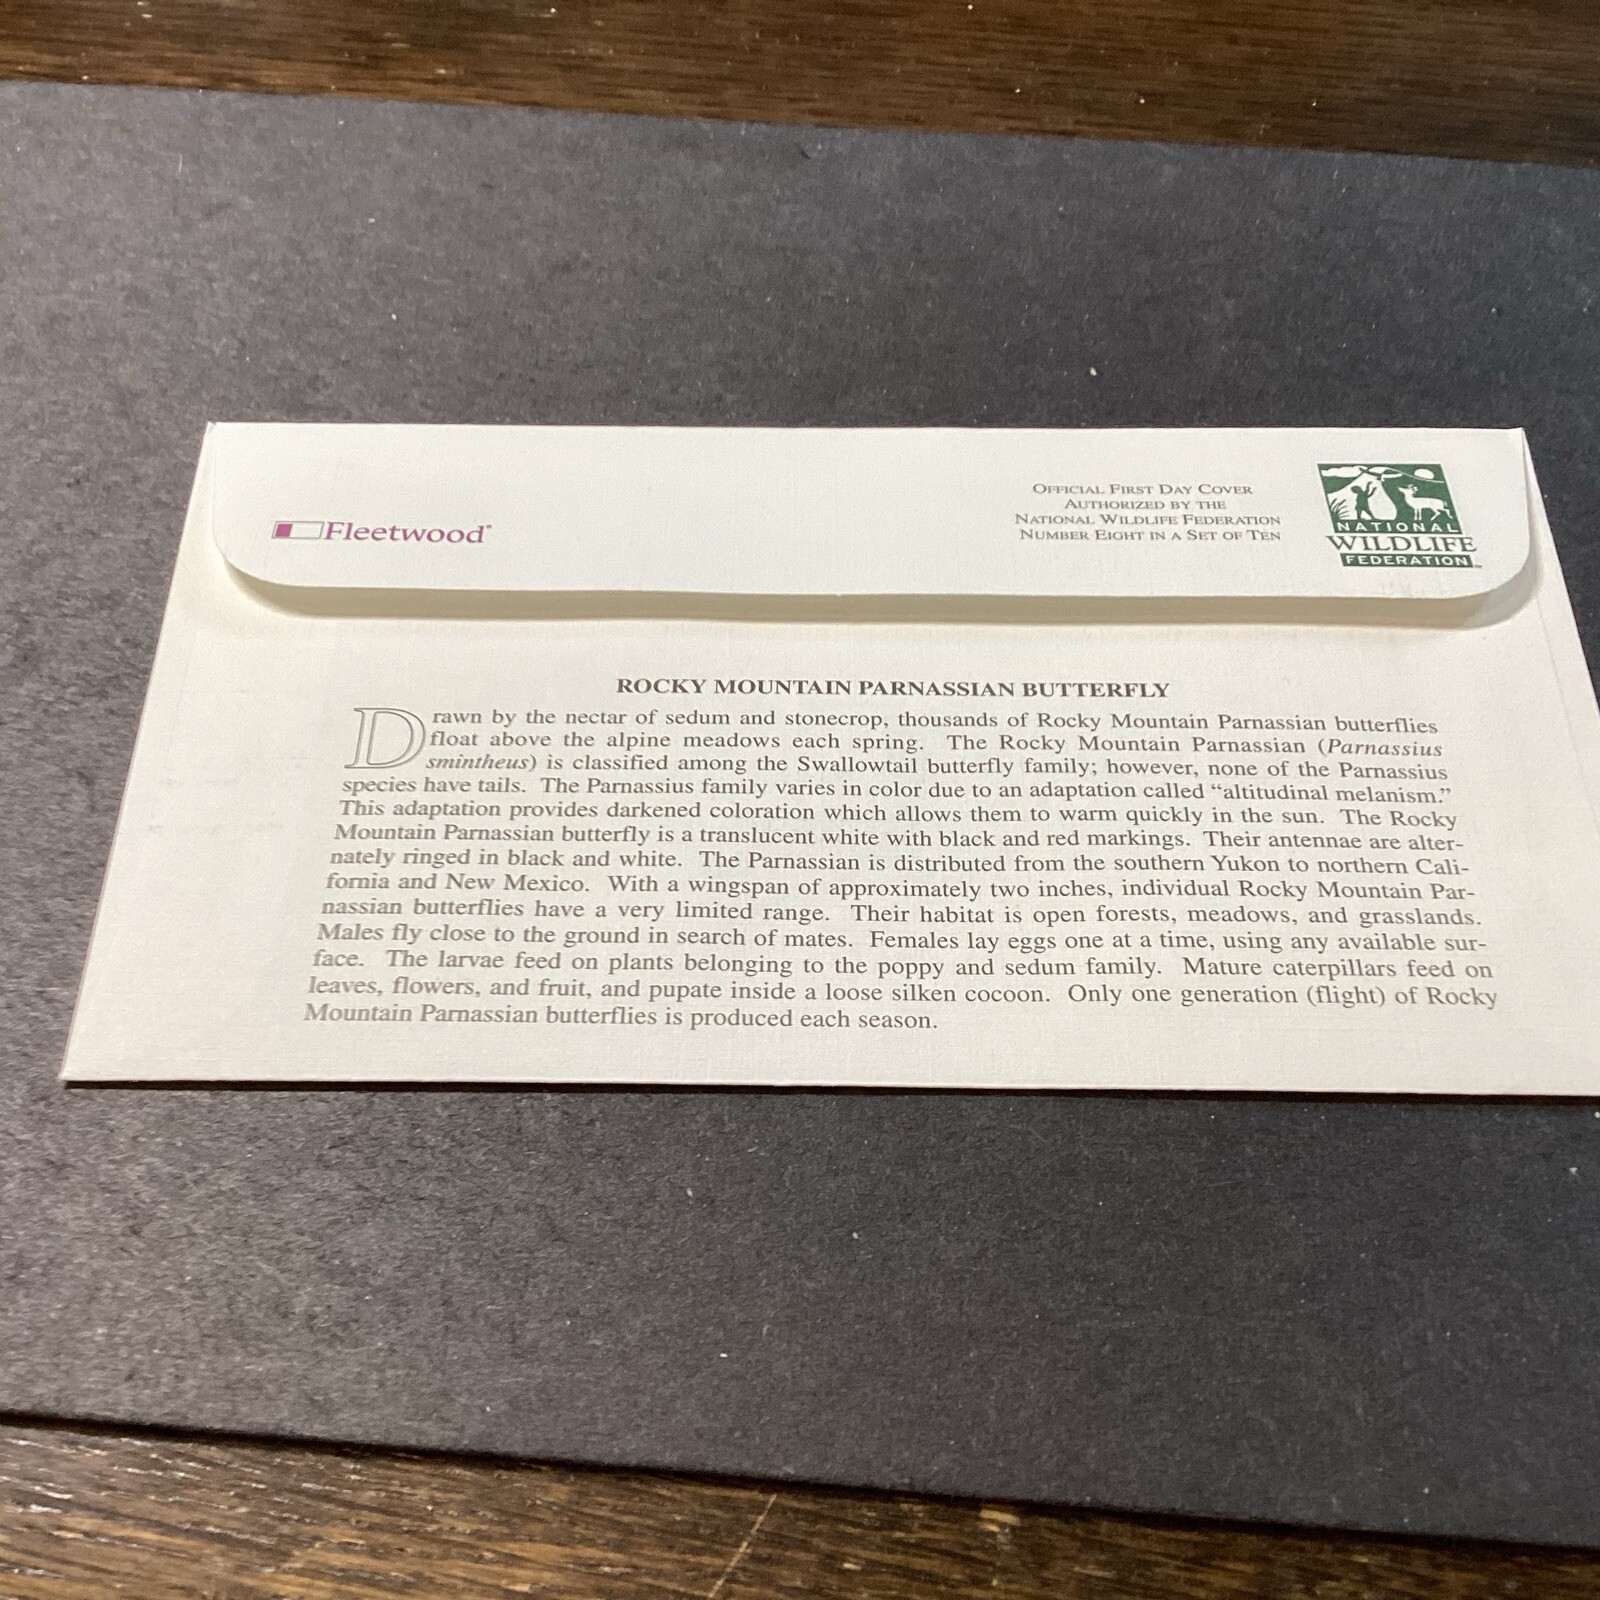 Fleetwood®
OFFICIAL FIRST DAY COVER
AUTHORIZED BY THE
NATIONAL WILDLIFE FEDERATION
NUMBER EIGHT IN A SET OF TEN
NATIONAL
WILDLIFE
FEDERATION™
ROCKY MOUNTAIN PARNASSIAN BUTTERFLY
Drawn by the nectar of sedum and stonecrop, thousands of Rocky Mountain Parnassian butterflies
float above the alpine meadows each spring. The Rocky Mountain Parnassian (Parnassius
smintheus) is classified among the Swallowtail butterfly family; however, none of the Parnassius
species have tails. The Parnassius family varies in color due to an adaptation called “altitudinal melanism.”
This adaptation provides darkened coloration which allows them to warm quickly in the sun. The Rocky
Mountain Parnassian butterfly is a translucent white with black and red markings. Their antennae are alter-
nately ringed in black and white. The Parnassian is distributed from the southern Yukon to northern Cali-
fornia and New Mexico. With a wingspan of approximately two inches, individual Rocky Mountain Par-
nassian butterflies have a very limited range. Their habitat is open forests, meadows, and grasslands.
Males fly close to the ground in search of mates. Females lay eggs one at a time, using any available sur-
face. The larvae feed on plants belonging to the poppy and sedum family. Mature caterpillars feed on
leaves, flowers, and fruit, and pupate inside a loose silken cocoon. Only one generation (flight) of Rocky
Mountain Parnassian butterflies is produced each season.